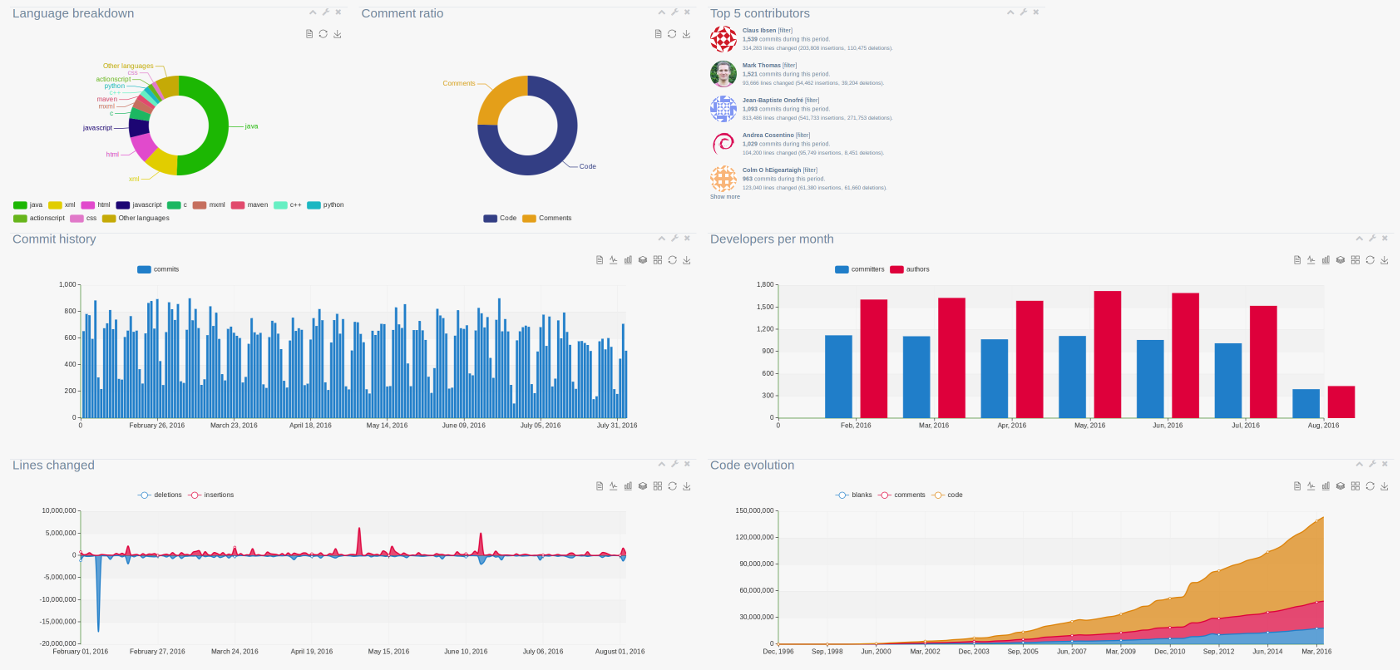 Language breakdown
Other languages
css
actionscript
python
c++
maven
mxml
c
javascript
html
xml
java
java xml html javascript c mxml maven c++ python
actionscript css Other languages
Comment ratio
Comments
Code
Code Comments
Top 5 contributors
Claus Ibsen [filter]
1,539 commits during this period.
Mark Thomas [filter]
1,521 commits during this period.
93,666 lines changed (54,462 insertions, 39,204 deletions).
Jean-Baptiste Onofré [filter]
1,093 commits during this period.
813,486 lines changed (541,733 insertions, 271,753 deletions).
Andrea Cosentino [filter]
1,029 commits during this period.
104,200 lines changed (95,749 insertions, 8,451 deletions).
Colm O hEigeartaigh [filter]
963 commits during this period.
123,040 lines changed (61,380 insertions, 61,660 deletions).
Show more
Commit history
commits
1,000
800
600
400
200
0
0 February 26, 2016 March 23, 2016 April 18, 2016 May 14, 2016 June 09, 2016 July 05, 2016 July 31, 2016
Developers per month
committers authors
1,800
1,500
1,200
900
600
300
0
0 Feb, 2016 Mar, 2016 Apr, 2016 May, 2016 Jun, 2016 Jul, 2016 Aug, 2016
Lines changed
deletions insertions
10,000,000
5,000,000
0
-5,000,000
-10,000,000
-15,000,000
-20,000,000
February 01, 2016 February 27, 2016 March 24, 2016 April 19, 2016 May 15, 2016 June 10, 2016 July 06, 2016 August 01, 2016
Code evolution
blanks comments code
150,000,000
120,000,000
90,000,000
60,000,000
30,000,000
0
Dec, 1996 Sep, 1998 Jun, 2000 Mar, 2002 Dec, 2003 Sep, 2005 Jun, 2007 Mar, 2009 Dec, 2010 Sep, 2012 Jun, 2014 Mar, 2016